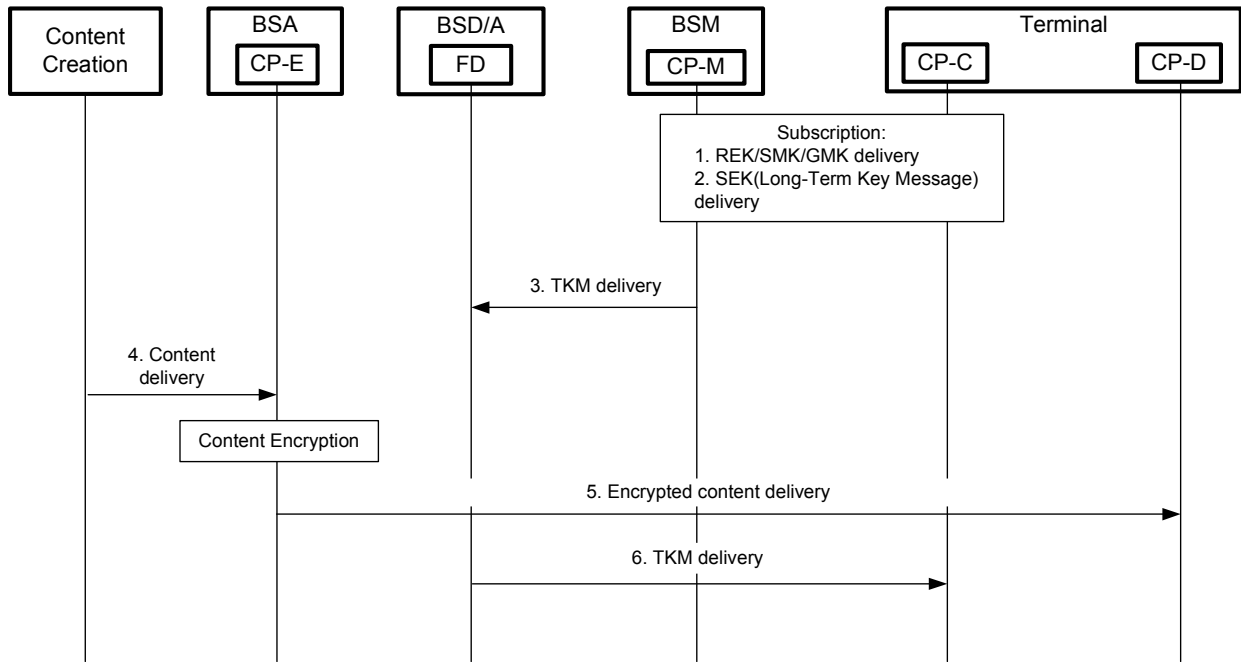 Content
Creation
BSA
CP-E
BSD/A
FD
BSM
CP-M
Terminal
CP-C
CP-D
Subscription:
1. REK/SMK/GMK delivery
2. SEK(Long-Term Key Message)
delivery
3. TKM delivery
4. Content
delivery
Content Encryption
5. Encrypted content delivery
6. TKM delivery